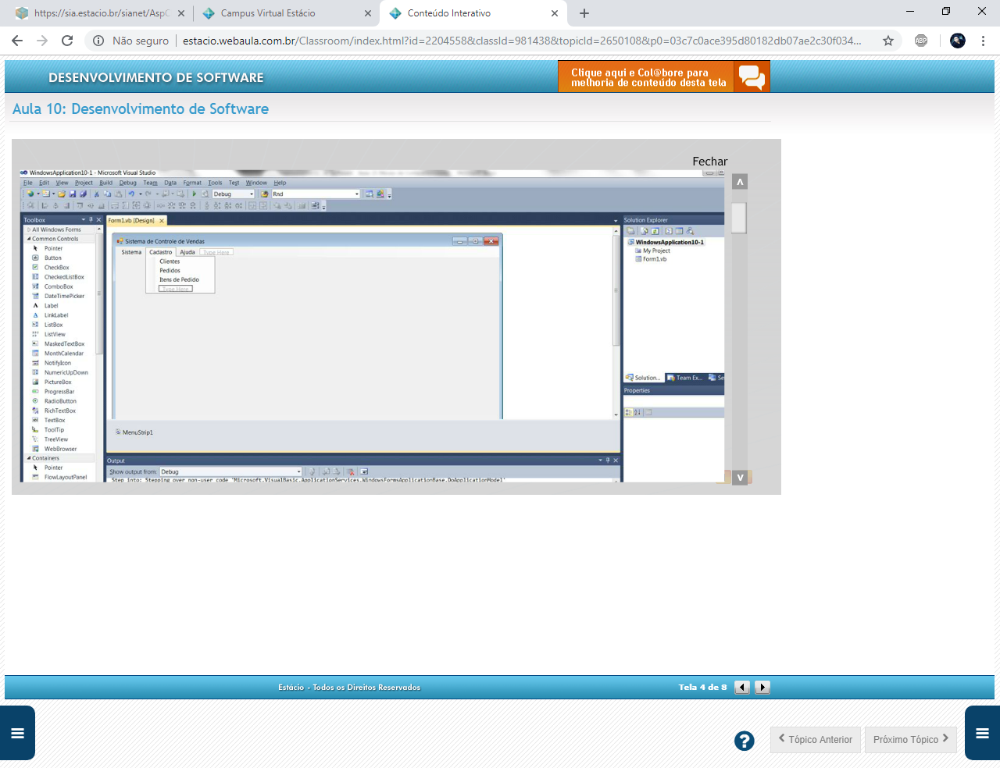 https://sia.estacio.br/sianet/AspC
Campus Virtual Estácio
Conteúdo Interativo
Não seguro
estacio.webaula.com.br/Classroom/index.html?id=2204558&classId=981438&topicId=2650108&p0=03c7c0ace395d80182db07ae2c30f034...
ABP
DESENVOLVIMENTO DE SOFTWARE
Clique aqui e Col@bore para
melhoria de conteúdo desta tela
Aula 10: Desenvolvimento de Software
Fechar
WindowsApplication10-1 - Microsoft Visual Studio
File Edit View Project Build Debug Team Data Format Tools Test Window Help
Debug
Rnd
Toolbox
All Windows Forms
Common Controls
Pointer
Button
CheckBox
CheckedListBox
ComboBox
DateTimePicker
Label
LinkLabel
ListBox
ListView
MaskedTextBox
MonthCalendar
NotifyIcon
NumericUpDown
PictureBox
ProgressBar
RadioButton
RichTextBox
TextBox
ToolTip
TreeView
WebBrowser
Containers
Pointer
FlowLayoutPanel
Form1.vb [Design]
Sistema de Controle de Vendas
Sistema Cadastro Ajuda Type Here
Clientes
Pedidos
Itens de Pedido
Type Here
MenuStrip1
Output
Show output from: Debug
Step into: Stepping over non-user code 'Microsoft.VisualBasic.ApplicationServices.WindowsFormsApplicationBase.DoApplicationModel'
Solution Explorer
WindowsApplication10-1
My Project
Form1.vb
Solution... Team Ex... Se
Properties
Estácio - Todos os Direitos Reservados
Tela 4 de 8
Tópico Anterior
Próximo Tópico